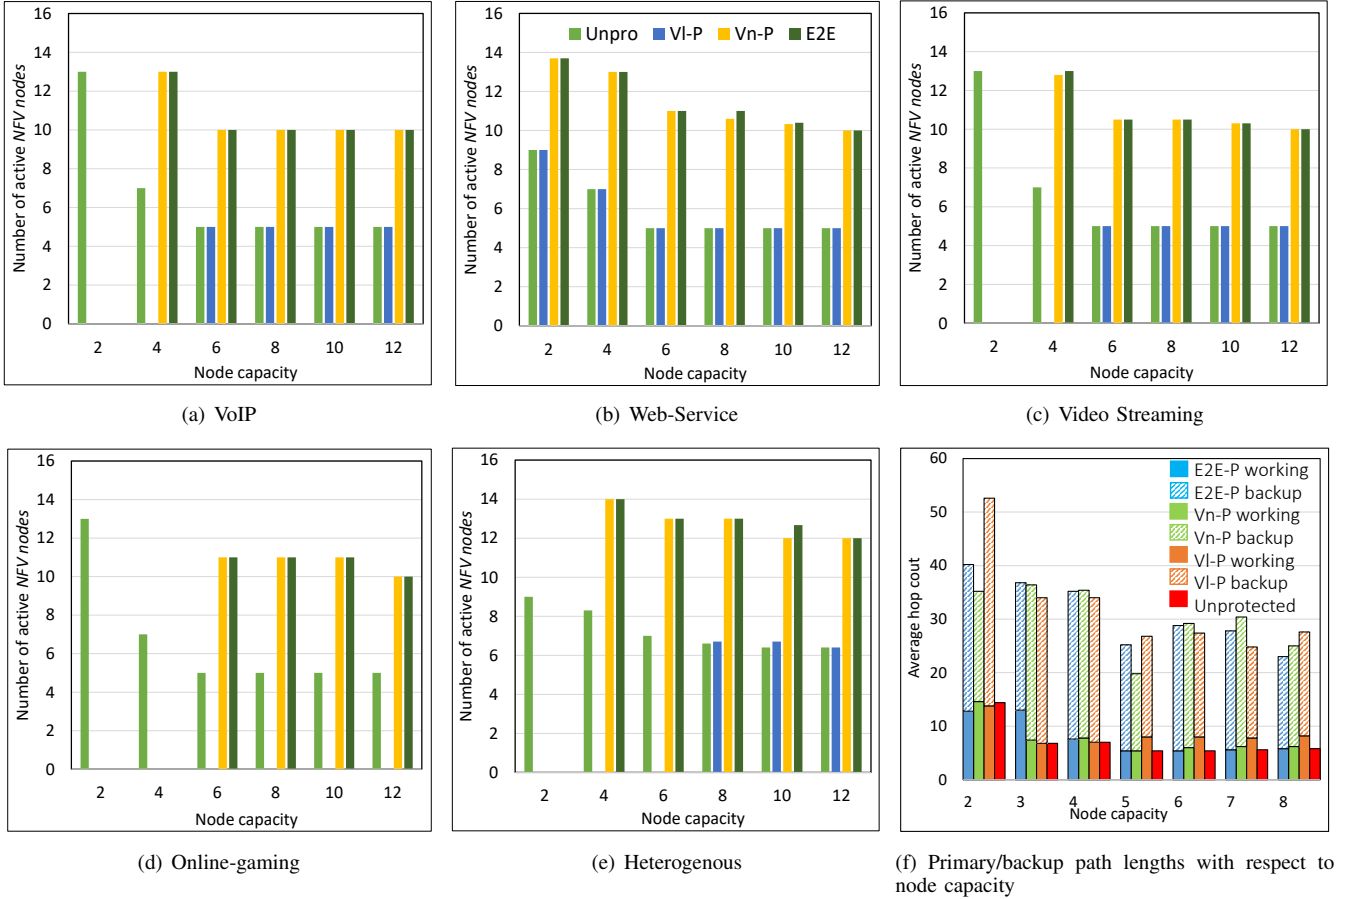 16
14
12
10
8
6
4
2
0
Number of active NFV nodes
2 4 6 8 10 12
Node capacity
(a) VoIP
16
14
12
10
8
6
4
2
0
Number of active NFV nodes
Unpro Vl-P Vn-P E2E
2 4 6 8 10 12
Node capacity
(b) Web-Service
16
14
12
10
8
6
4
2
0
Number of active NFV nodes
2 4 6 8 10 12
Node capacity
(c) Video Streaming
16
14
12
10
8
6
4
2
0
Number of active NFV nodes
2 4 6 8 10 12
Node capacity
(d) Online-gaming
16
14
12
10
8
6
4
2
0
Number of active NFV nodes
2 4 6 8 10 12
Node capacity
(e) Heterogenous
60
50
40
30
20
10
0
Average hop cout
E2E-P working
E2E-P backup
Vn-P working
Vn-P backup
Vl-P working
Vl-P backup
Unprotected
2 3 4 5 6 7 8
Node capacity
(f) Primary/backup path lengths with respect to
node capacity